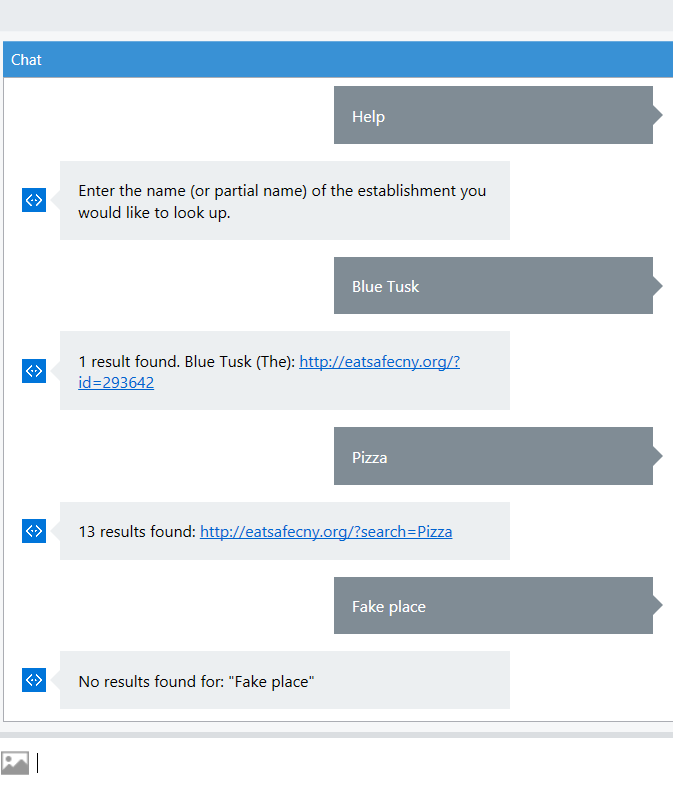 Chat
Help
Enter the name (or partial name) of the establishment you
would like to look up.
Blue Tusk
1 result found. Blue Tusk (The): http://eatsafecny.org/?
id=293642
Pizza
13 results found: http://eatsafecny.org/?search=Pizza
Fake place
No results found for: "Fake place"